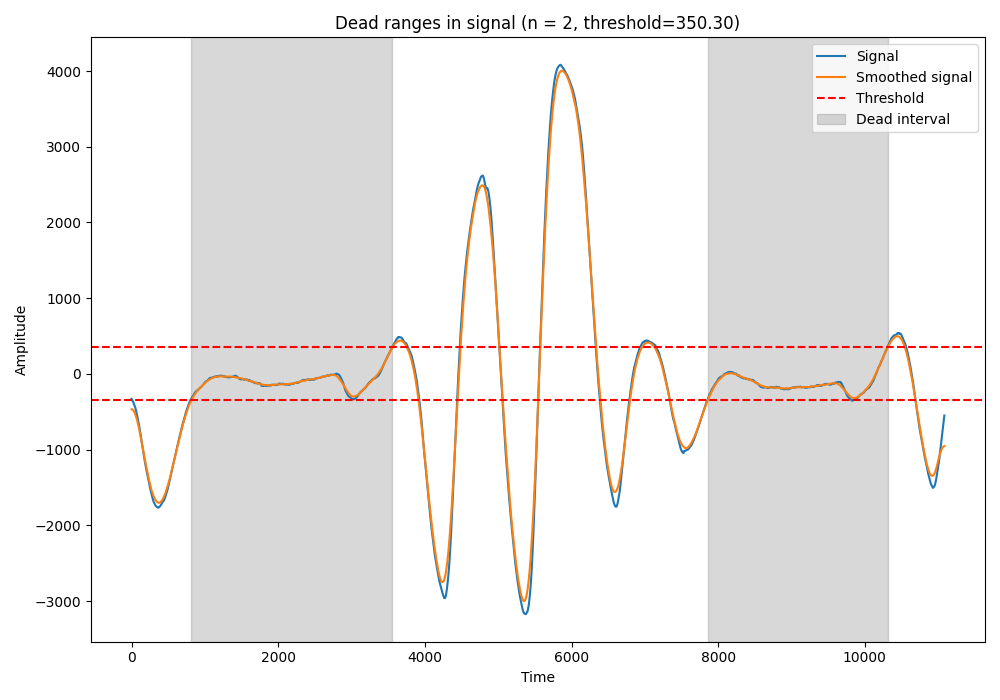 Dead ranges in signal (n = 2, threshold=350.30)
Signal
Smoothed signal
Threshold
Dead interval
Amplitude
4000
3000
2000
1000
0
−1000
−2000
−3000
0 2000 4000 6000 8000 10000
Time